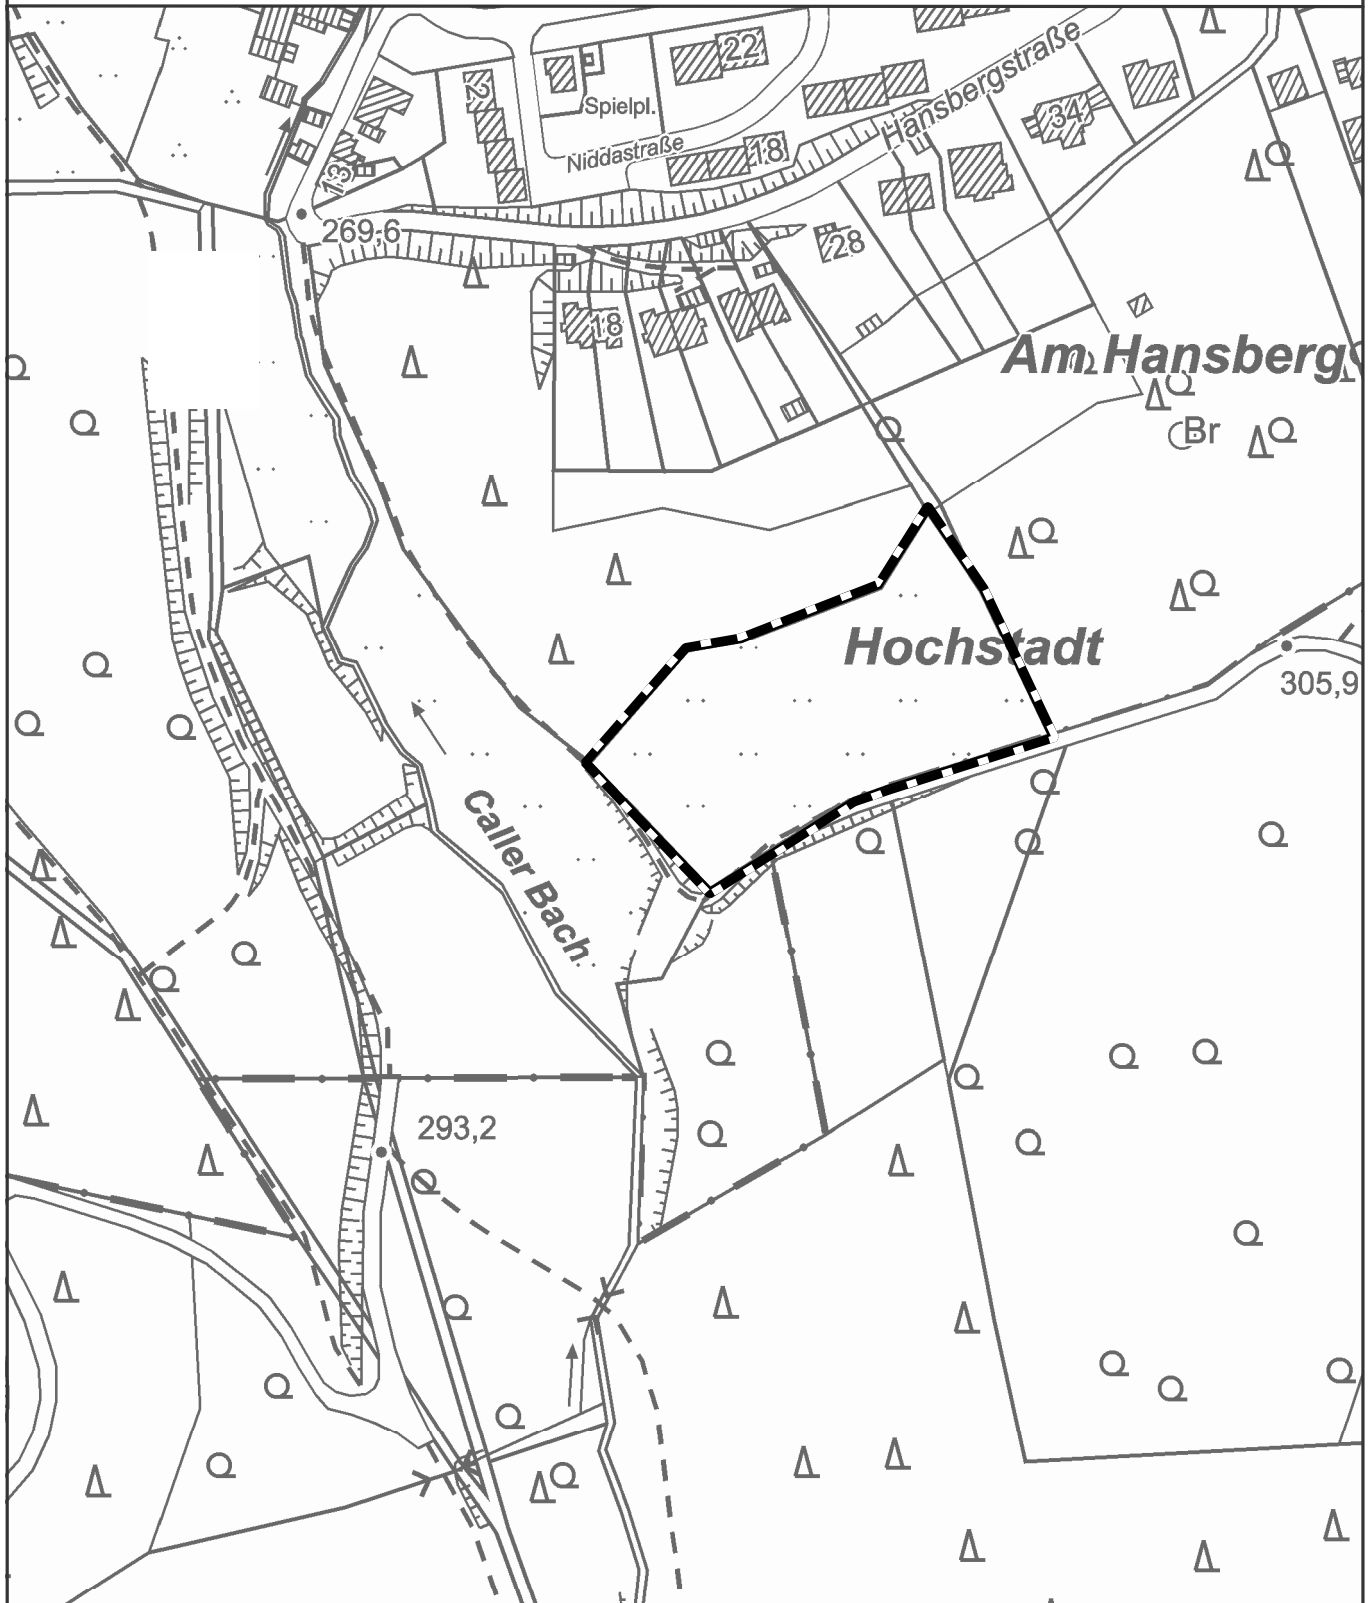 22
2
Spielpl.
Hansbergstraße
34
Niddastraße
18
13
269,6
28
18
Am Hansberg
Br
Hochstadt
305,9
Caller Bach
293,2